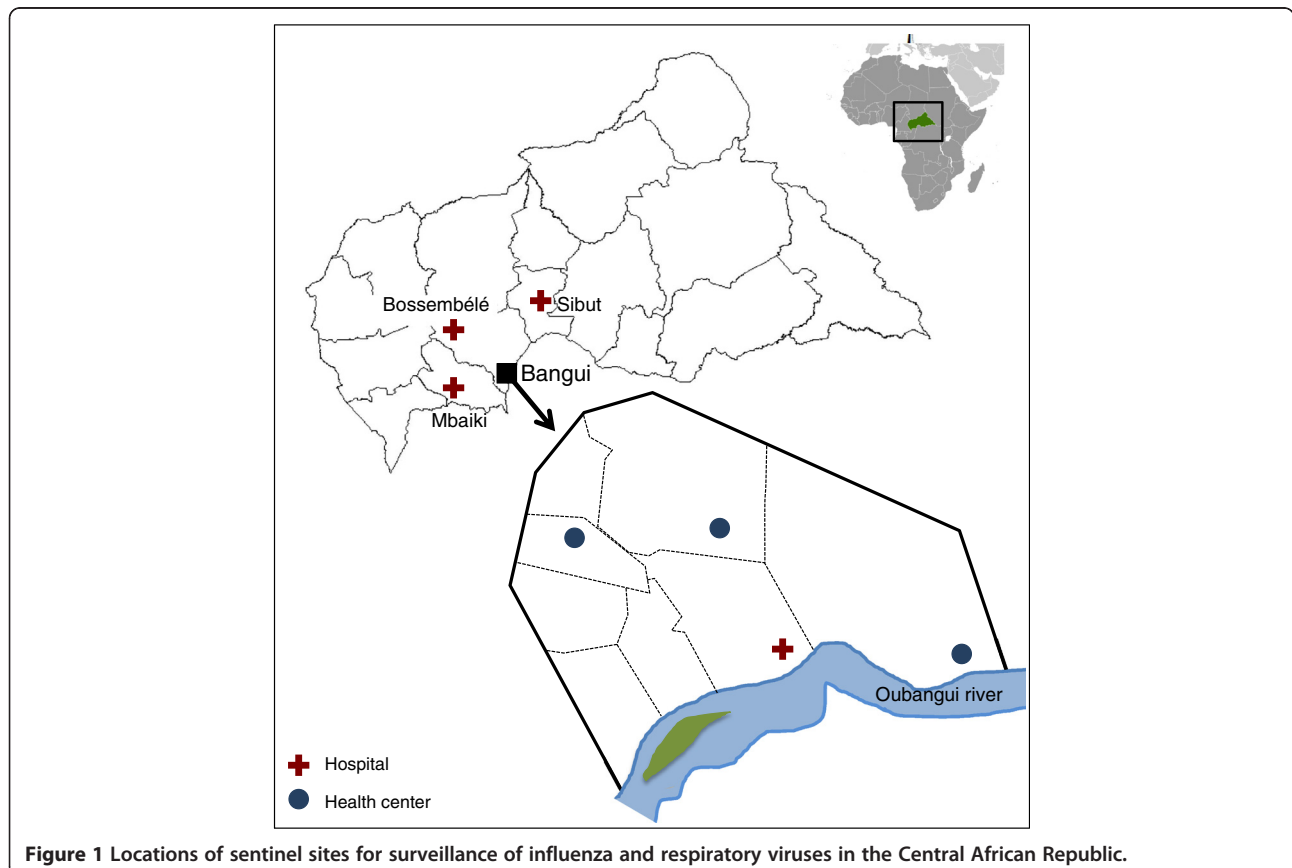 Bossembélé
Sibut
Bangui
Mbaiki
Oubangui river
Hospital
Health center
Figure 1 Locations of sentinel sites for surveillance of influenza and respiratory viruses in the Central African Republic.